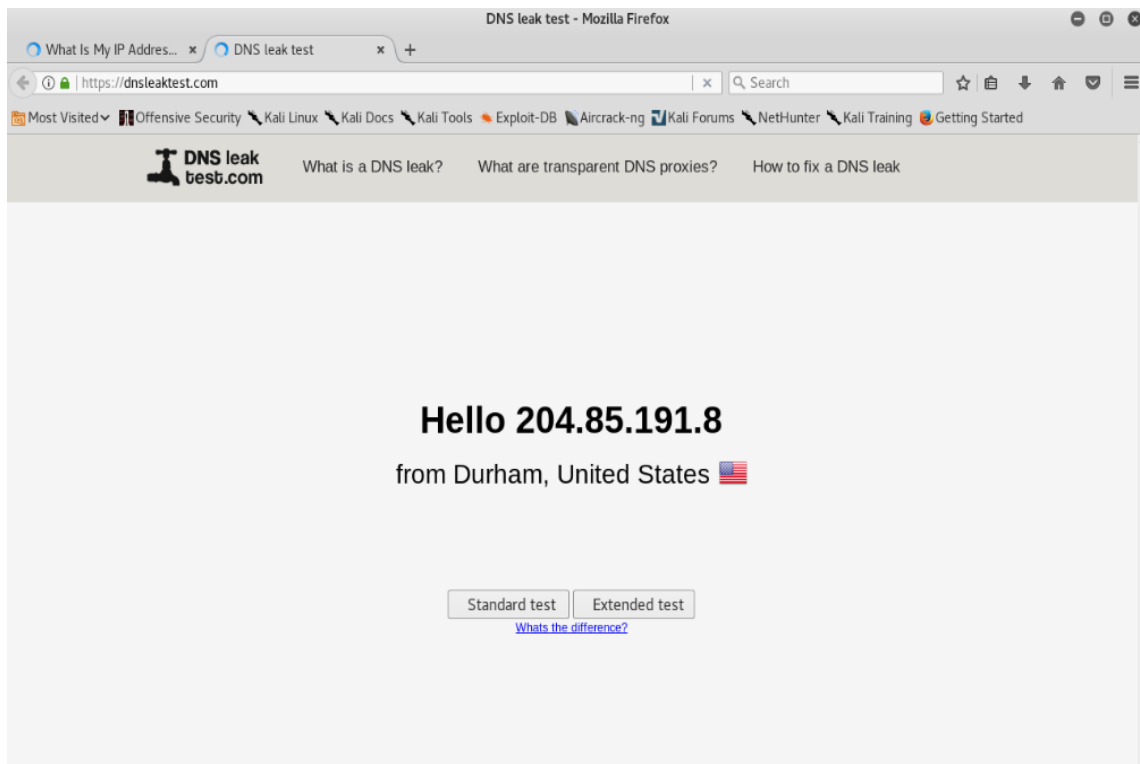 DNS leak test - Mozilla Firefox
What Is My IP Addres...
DNS leak test
https://dnsleaktest.com
Search
Most Visited Offensive Security Kali Linux Kali Docs Kali Tools Exploit-DB Aircrack-ng Kali Forums NetHunter Kali Training Getting Started
DNS leak
test.com
What is a DNS leak? What are transparent DNS proxies? How to fix a DNS leak
Hello 204.85.191.8
from Durham, United States
Standard test Extended test
Whats the difference?